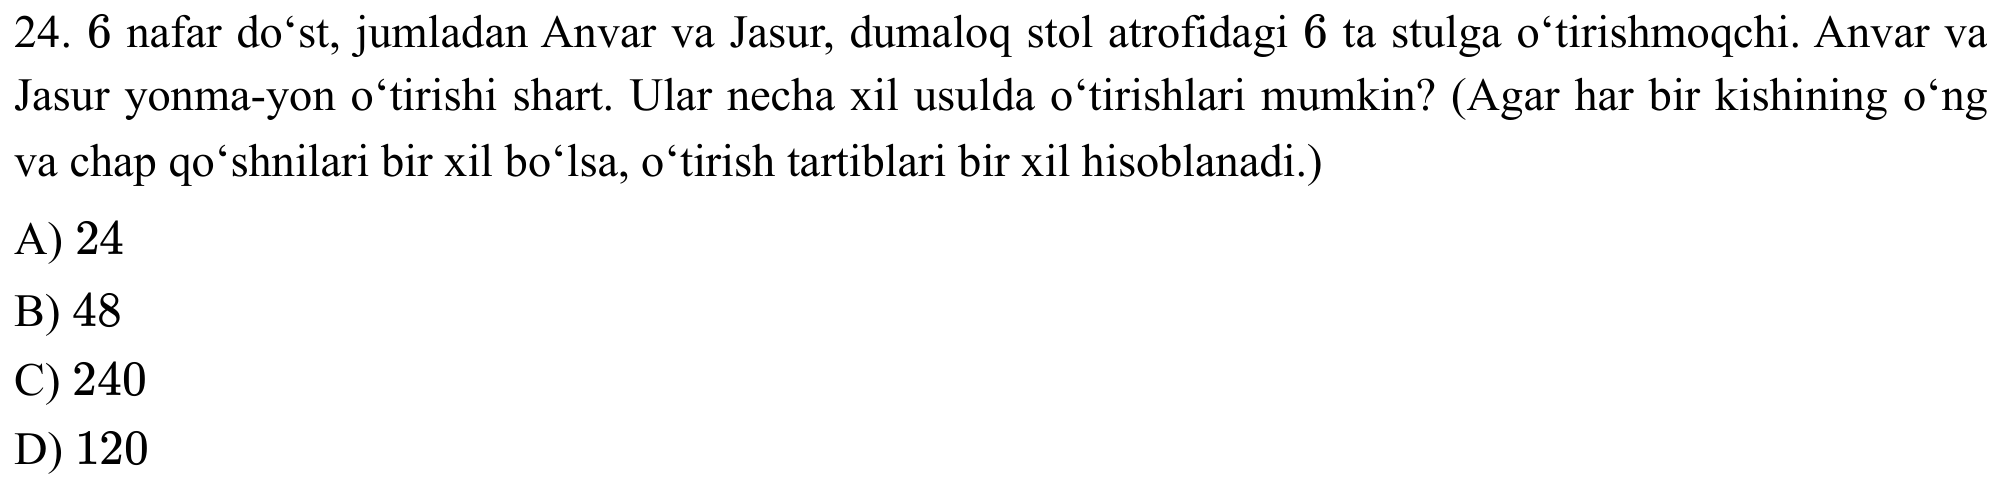 24. 6 nafar do‘st, jumladan Anvar va Jasur, dumaloq stol atrofidagi 6 ta stulga o‘tirishmoqchi. Anvar va
Jasur yonma-yon o‘tirishi shart. Ular necha xil usulda o‘tirishlari mumkin? (Agar har bir kishining o‘ng
va chap qo‘shnilari bir xil bo‘lsa, o‘tirish tartiblari bir xil hisoblanadi.)
A) 24
B) 48
C) 240
D) 120